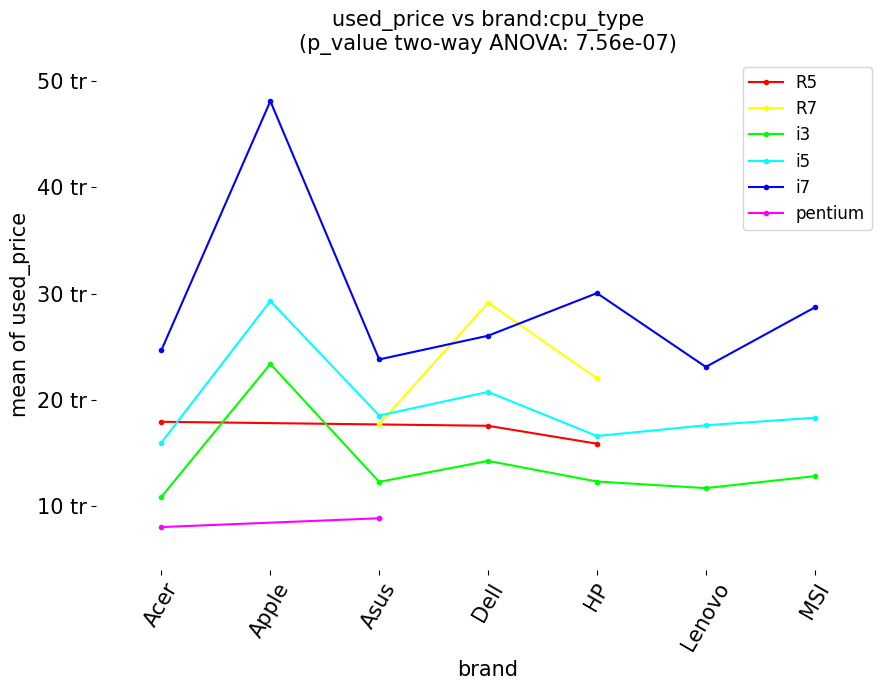 used_price vs brand:cpu_type
(p_value two-way ANOVA: 7.56e-07)
50 tr
40 tr
30 tr
20 tr
10 tr
mean of used_price
R5
R7
i3
i5
i7
pentium
Acer
Apple
Asus
Dell
HP
Lenovo
MSI
brand